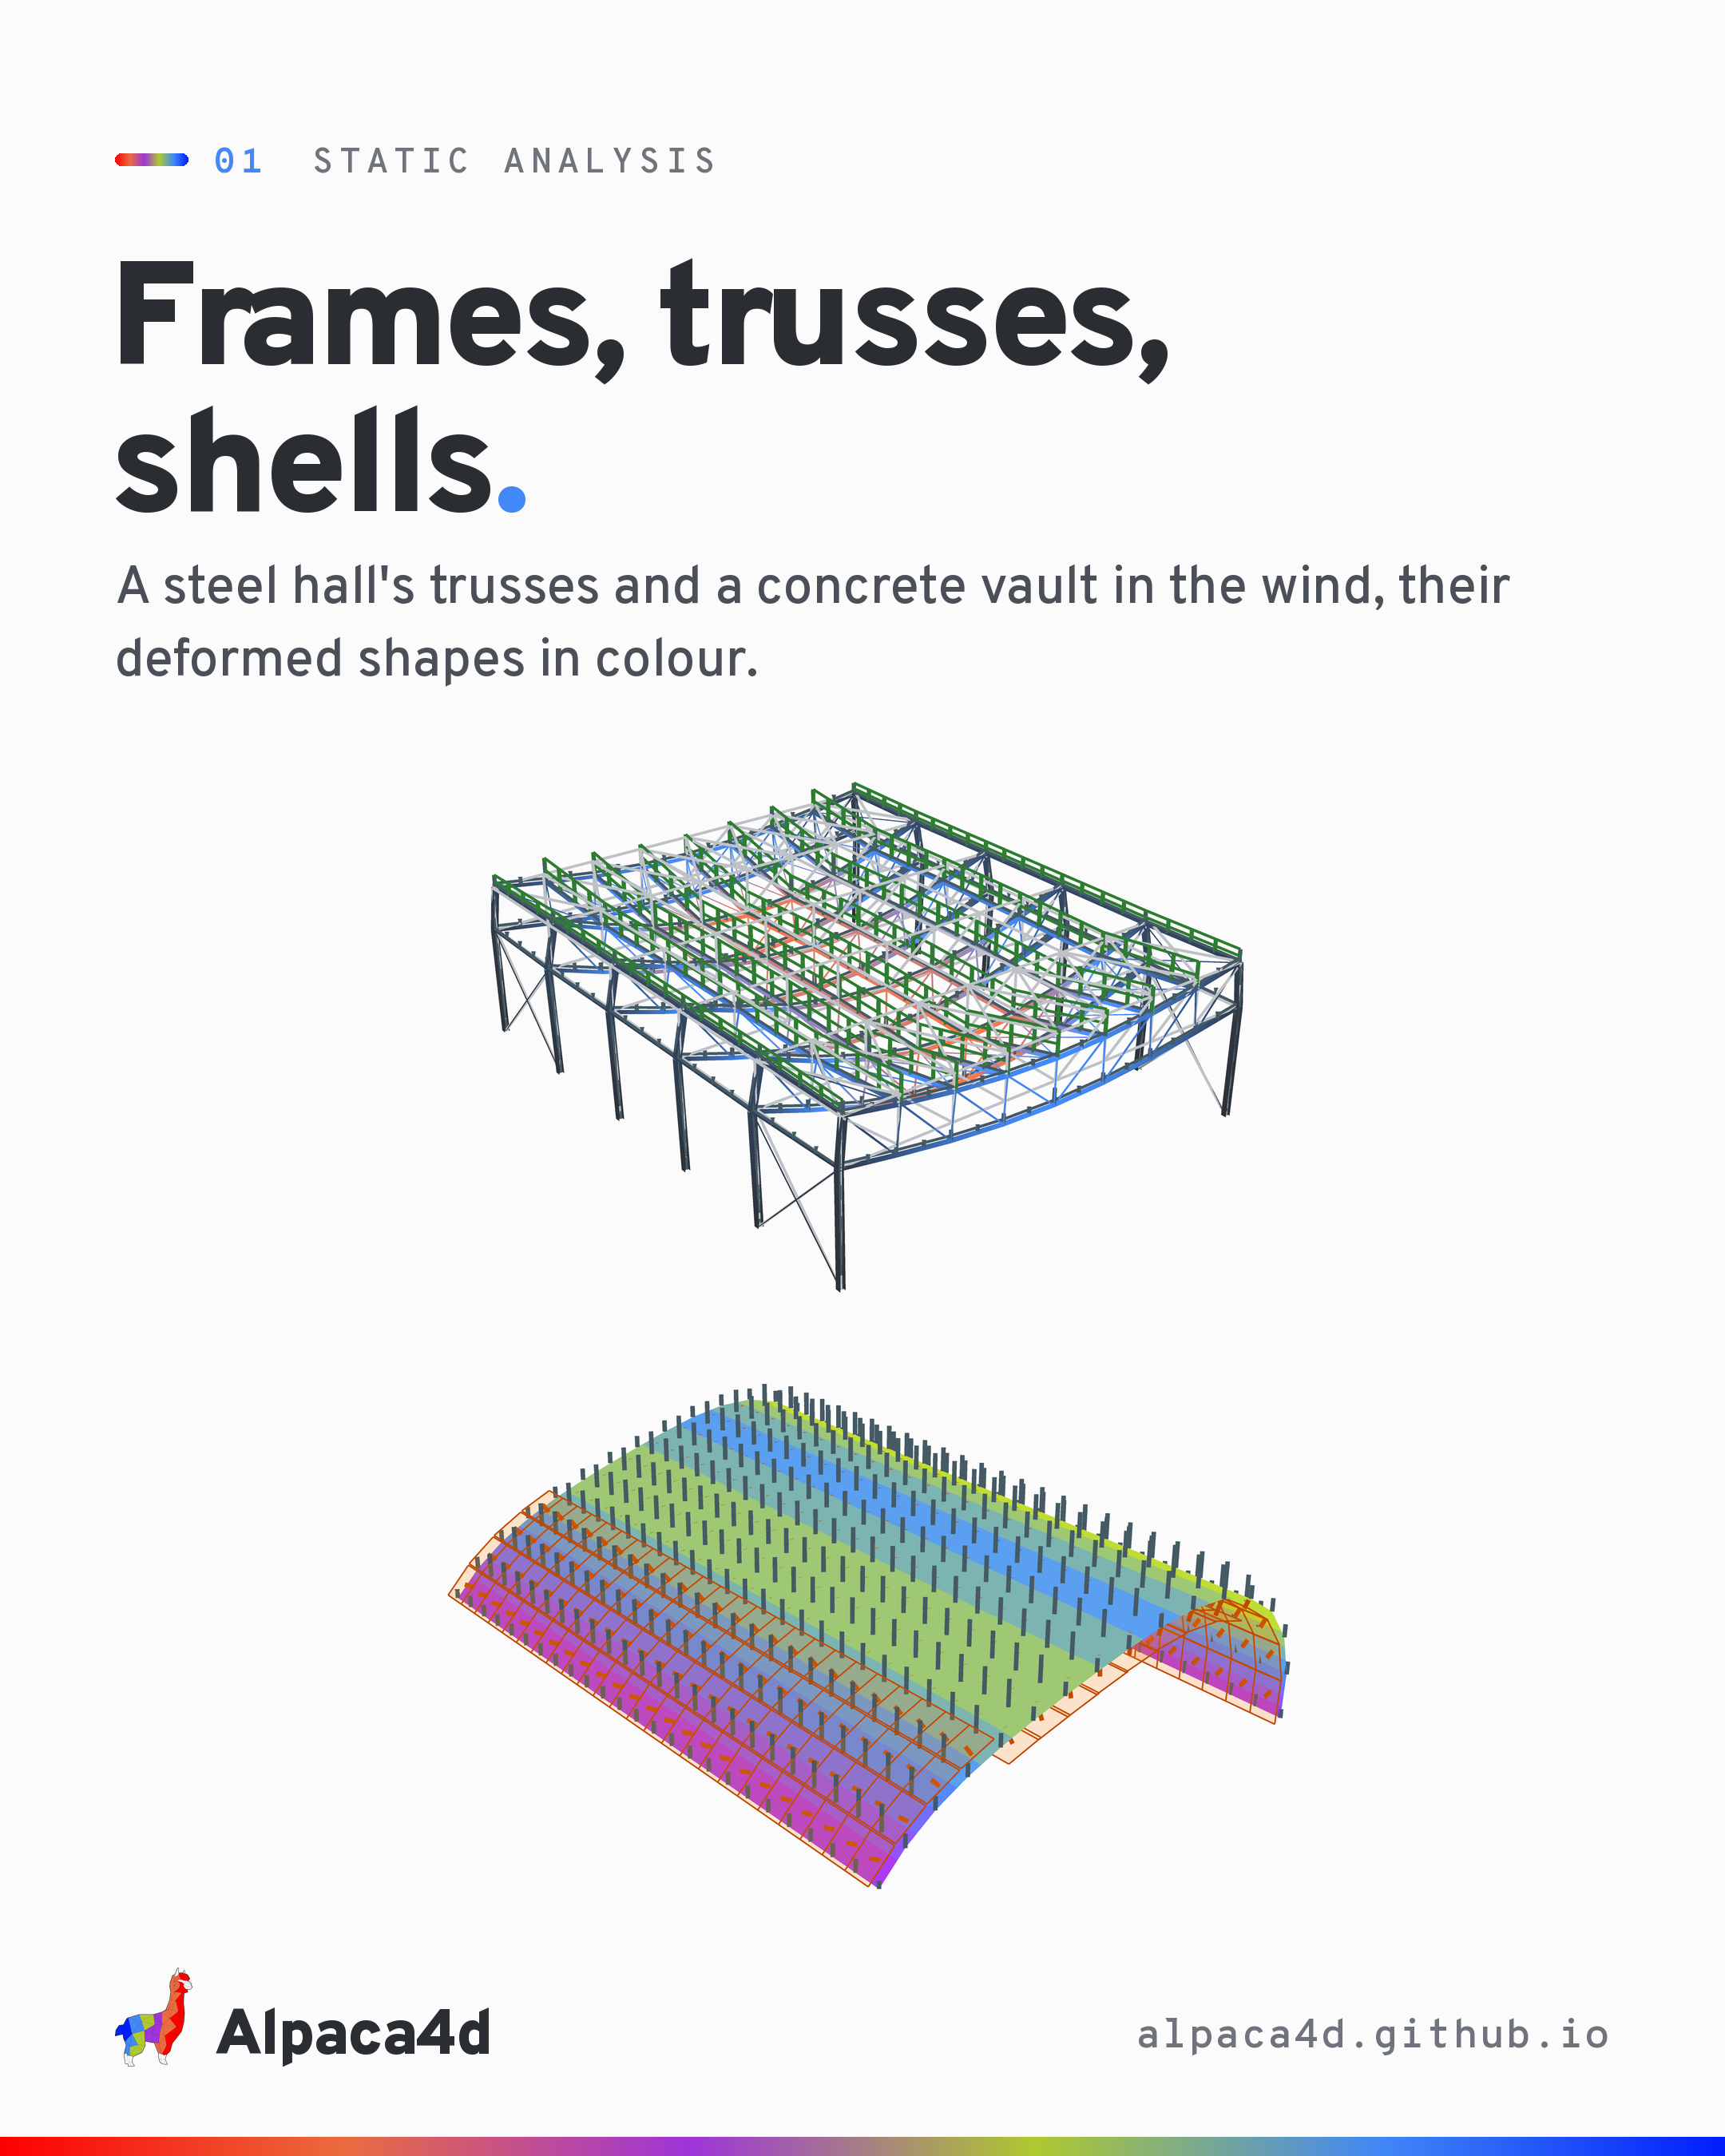 01 STATIC ANALYSIS
Frames, trusses,
shells.
A steel hall's trusses and a concrete vault in the wind, their
deformed shapes in colour.
Alpaca4d
alpaca4d.github.io